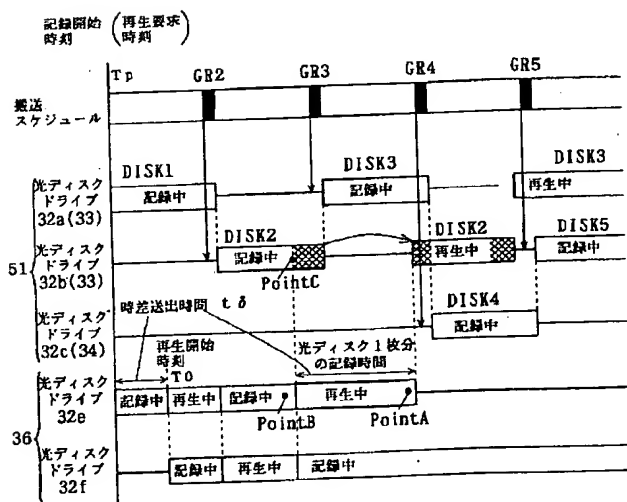 記録開始(再生要求
時刻 時刻)
Tp GR2 GR3 GR4 GR5
搬送
スケジュール
DISK1 DISK3 DISK3
光ディスク
ドライブ
32a(33)
記録中 記録中 再生中
DISK2 DISK2 DISK5
51
光ディスク
ドライブ
32b(33)
記録中 再生中 記録中
PointC
DISK4
光ディスク
ドライブ
32c(34)
記録中
時差送出時間 tδ
再生開始
時刻
T0
光ディスク1枚分
の記録時間
36
光ディスク
ドライブ
32e
記録中 再生中 記録中 再生中
PointB PointA
光ディスク
ドライブ
32f
記録中 再生中 記録中